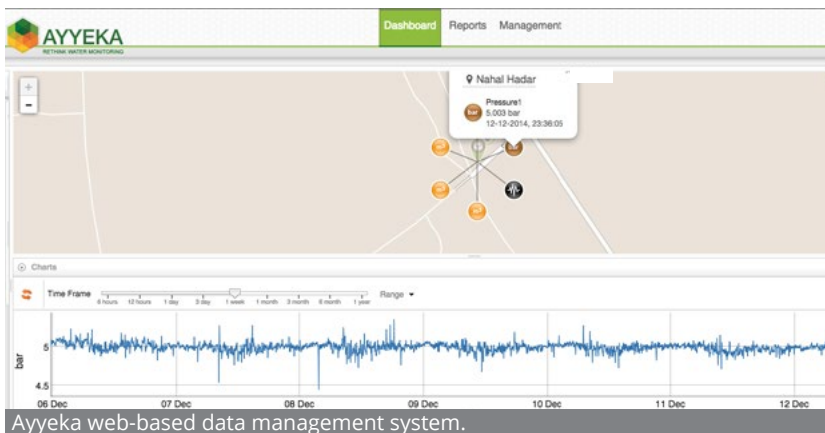 AYYEKA
RETHINK WATER MONITORING
Dashboard Reports Management
+
-
Nahal Hadar
bar
Pressure1
5.003 bar
12-12-2014, 23:36:05
bar
Charts
Time Frame
6 hours 12 hours 1 day 3 day 1 week 1 month 3 month 6 month 1 year
Range
bar
5
4.5
06 Dec 07 Dec 08 Dec 09 Dec 10 Dec 11 Dec 12 Dec
Ayyeka web-based data management system.